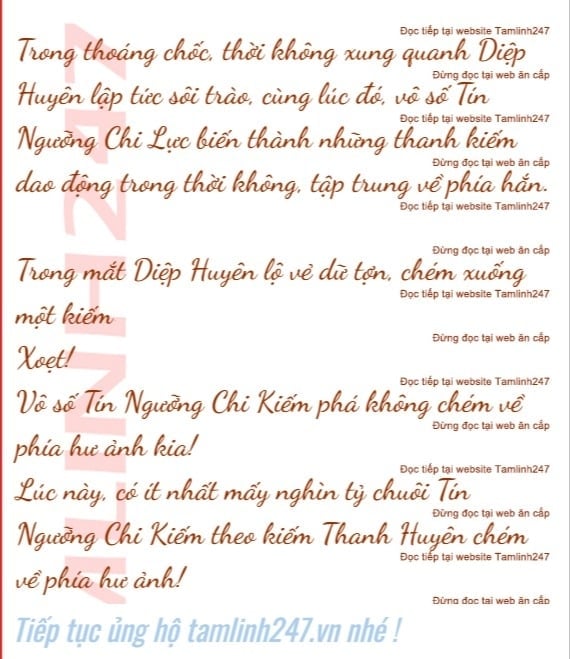 Đọc tiếp tại website Tamlinh247
Trong thoáng chốc, thời không xung quanh Diệp
Đừng đọc tại web ăn cắp
Huyên lập tức sôi trào, cùng lúc đó, vô số Tín
Đọc tiếp tại website Tamlinh247
Ngưỡng Chi Lực biến thành những thanh kiếm
Đừng đọc tại web ăn cắp
dao động trong thời không, tập trung về phía hắn.
Đọc tiếp tại website Tamlinh247
Đừng đọc tại web ăn cắp
Trong mắt Diệp Huyên lộ vẻ dữ tợn, chém xuống
Đọc tiếp tại website Tamlinh247
một kiếm
Đừng đọc tại web ăn cắp
Xoẹt!
Đọc tiếp tại website Tamlinh247
Vô số Tín Ngưỡng Chi Kiếm phá không chém về
Đừng đọc tại web ăn cắp
phía hư ảnh kia!
Đọc tiếp tại website Tamlinh247
Lúc này, có ít nhất mấy nghìn tỷ chuôi Tín
Đừng đọc tại web ăn cắp
Ngưỡng Chi Kiếm theo kiếm Thanh Huyên chém
Đọc tiếp tại website Tamlinh247
về phía hư ảnh!
Đừng đọc tại web ăn cắp
Tiếp tục ủng hộ tamlinh247.vn nhé !
ALINH247